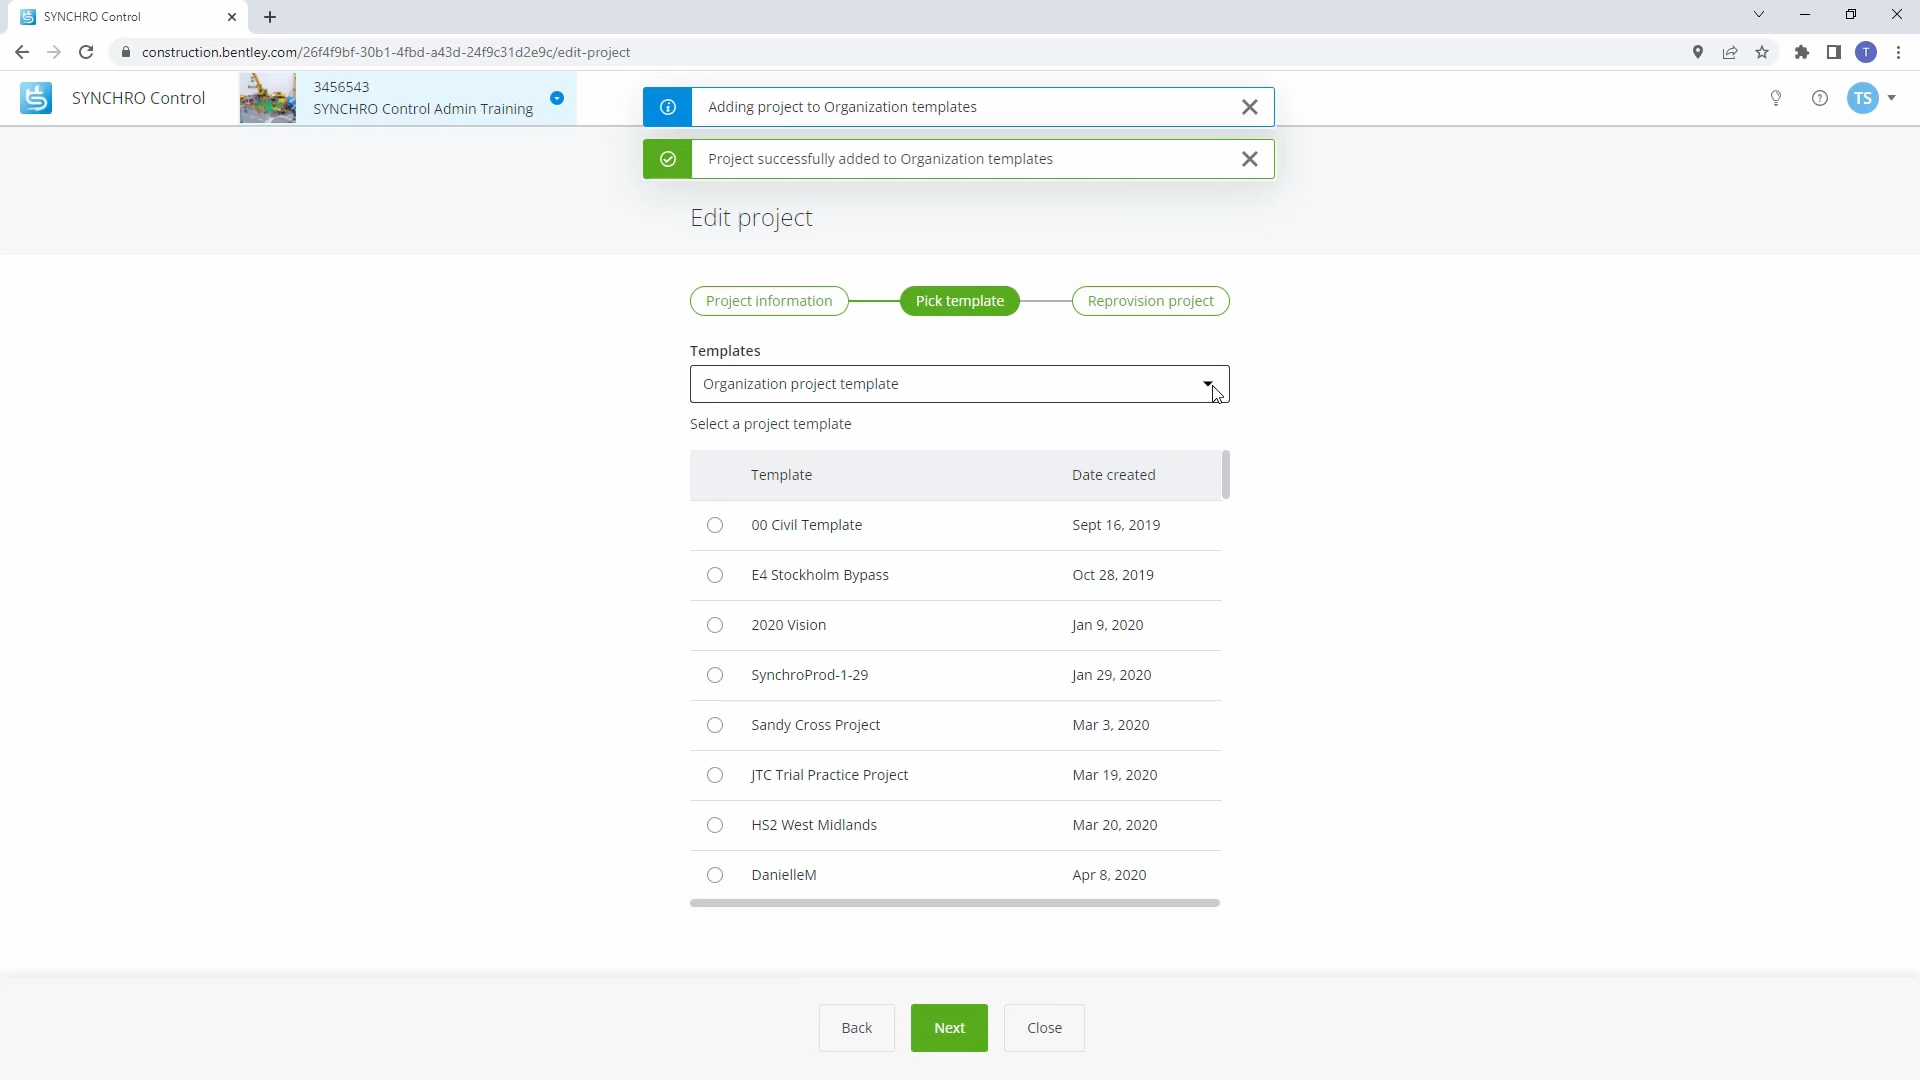 SYNCHRO Control
construction.bentley.com/26f4f9bf-30b1-4fbd-a43d-24f9c31d2e9c/edit-project
T
SYNCHRO Control
3456543
SYNCHRO Control Admin Training
TS
Adding project to Organization templates
Project successfully added to Organization templates
Edit project
Project information
Pick template
Reprovision project
Templates
Organization project template
Select a project template
Template Date created
00 Civil Template Sept 16, 2019
E4 Stockholm Bypass Oct 28, 2019
2020 Vision Jan 9, 2020
SynchroProd-1-29 Jan 29, 2020
Sandy Cross Project Mar 3, 2020
JTC Trial Practice Project Mar 19, 2020
HS2 West Midlands Mar 20, 2020
DanielleM Apr 8, 2020
Back
Next
Close